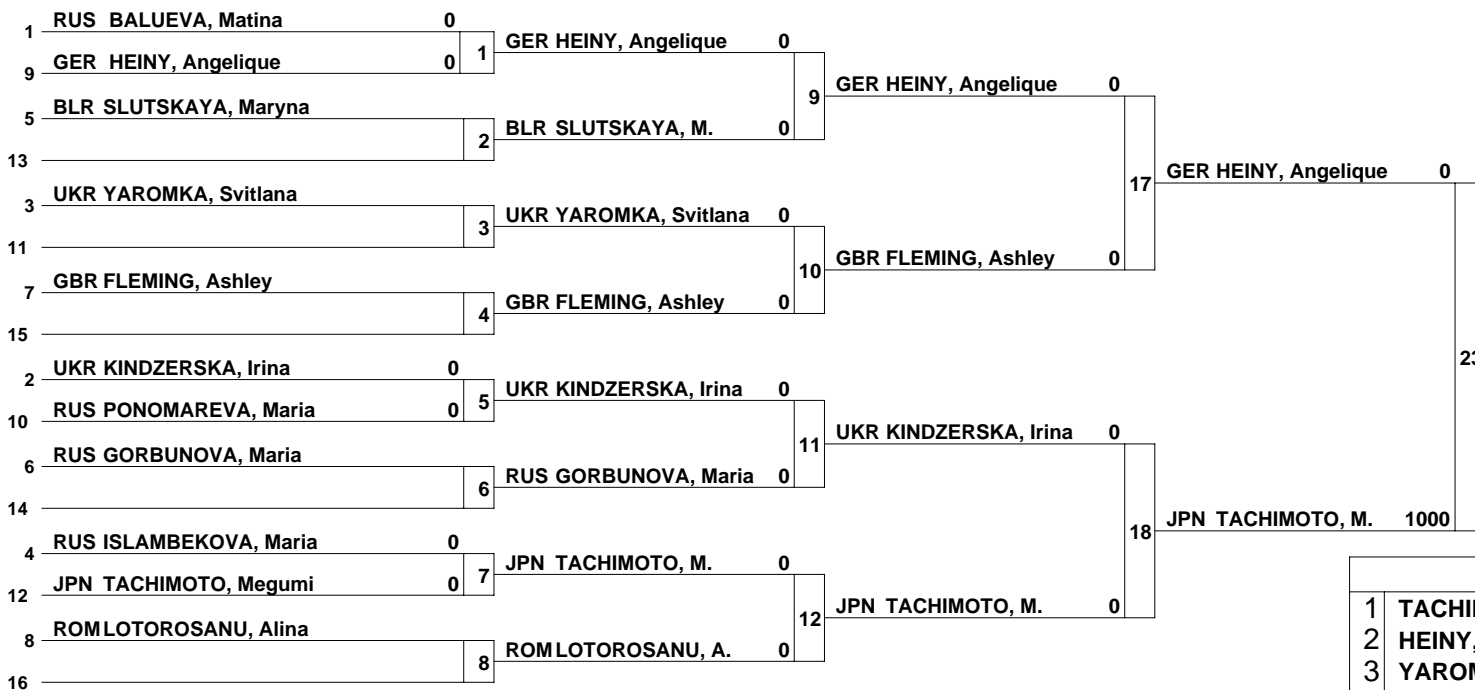 1 RUS BALUEVA, Matina 0
9 GER HEINY, Angelique 0
1
5 BLR SLUTSKAYA, Maryna
13
2
3 UKR YAROMKA, Svitlana
11
3
7 GBR FLEMING, Ashley
15
4
2 UKR KINDZERSKA, Irina 0
10 RUS PONOMAREVA, Maria 0
5
6 RUS GORBUNOVA, Maria
14
6
4 RUS ISLAMBEKOVA, Maria 0
12 JPN TACHIMOTO, Megumi 0
7
8 ROM LOTOROSANU, Alina
16
8
GER HEINY, Angelique 0
BLR SLUTSKAYA, M. 0
9
UKR YAROMKA, Svitlana 0
GBR FLEMING, Ashley 0
10
UKR KINDZERSKA, Irina 0
RUS GORBUNOVA, Maria 0
11
JPN TACHIMOTO, M. 0
ROM LOTOROSANU, A. 0
12
GER HEINY, Angelique 0
GBR FLEMING, Ashley 0
17
UKR KINDZERSKA, Irina 0
JPN TACHIMOTO, M. 0
18
GER HEINY, Angelique 0
JPN TACHIMOTO, M. 1000
1
2 HEINY,
3